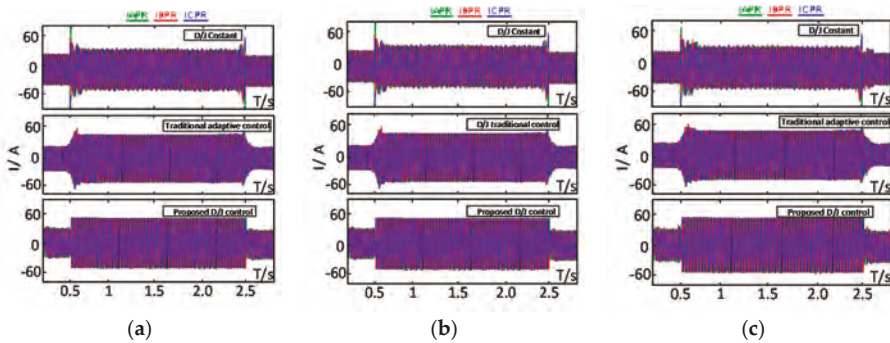 IAPR IBPR ICPR
60
0
-60
D/J Costant
T/s
I/ A
60
0
-60
Traditional adaptive control
T/s
60
0
-60
Proposed D/J control
T/s
0.5 1 1.5 2.0 2.5
(a)
IAPR IBPR ICPR
60
0
-60
D/J Costant
T/s
60
0
-60
D/J traditional control
T/s
60
0
-60
Proposed D/J control
T/s
0.5 1 1.5 2.0 2.5
(b)
IAPR IBPR ICPR
60
0
-60
D/J Costant
T/s
I/ A
60
0
-60
Traditional adaptive control
T/s
60
0
-60
Proposed D/J control
T/s
0.5 1 1.5 2.0 2.5
(c)